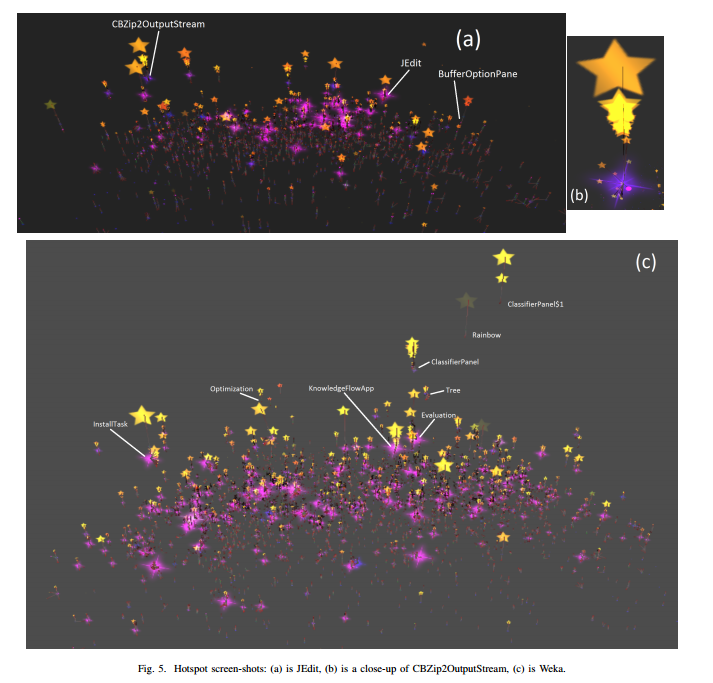 CBZip2OutputStream
(a)
JEdit
BufferOptionPane
(b)
(c)
ClassifierPanel$1
Rainbow
ClassifierPanel
Optimization
KnowledgeFlowApp
Tree
InstallTask
Evaluation
Fig. 5. Hotspot screen-shots: (a) is JEdit, (b) is a close-up of CBZip2OutputStream, (c) is Weka.